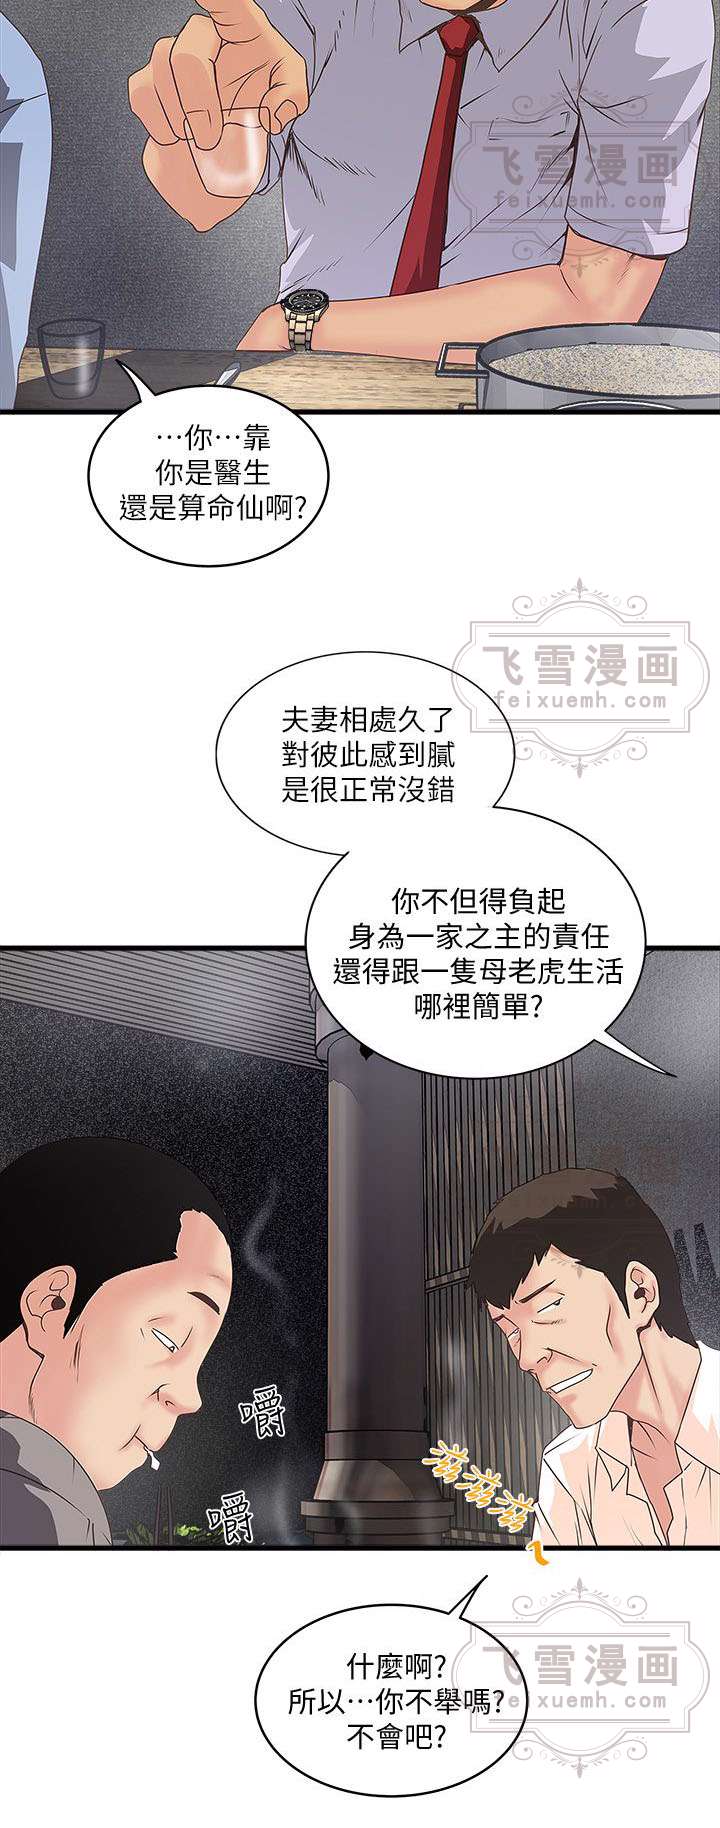 飞雪漫画
feixuemh.com
…你…靠
你是醫生
還是算命仙啊?
飞雪漫画
feixuemh.com
夫妻相處久了
對彼此感到膩
是很正常沒錯
你不但得負起
身為一家之主的責任
還得跟一隻母老虎生活
哪裡簡單?
嚼
嚼
滋滋滋
什麼啊?
所以…你不舉嗎?
不會吧?
飞雪漫画
feixuemh.com